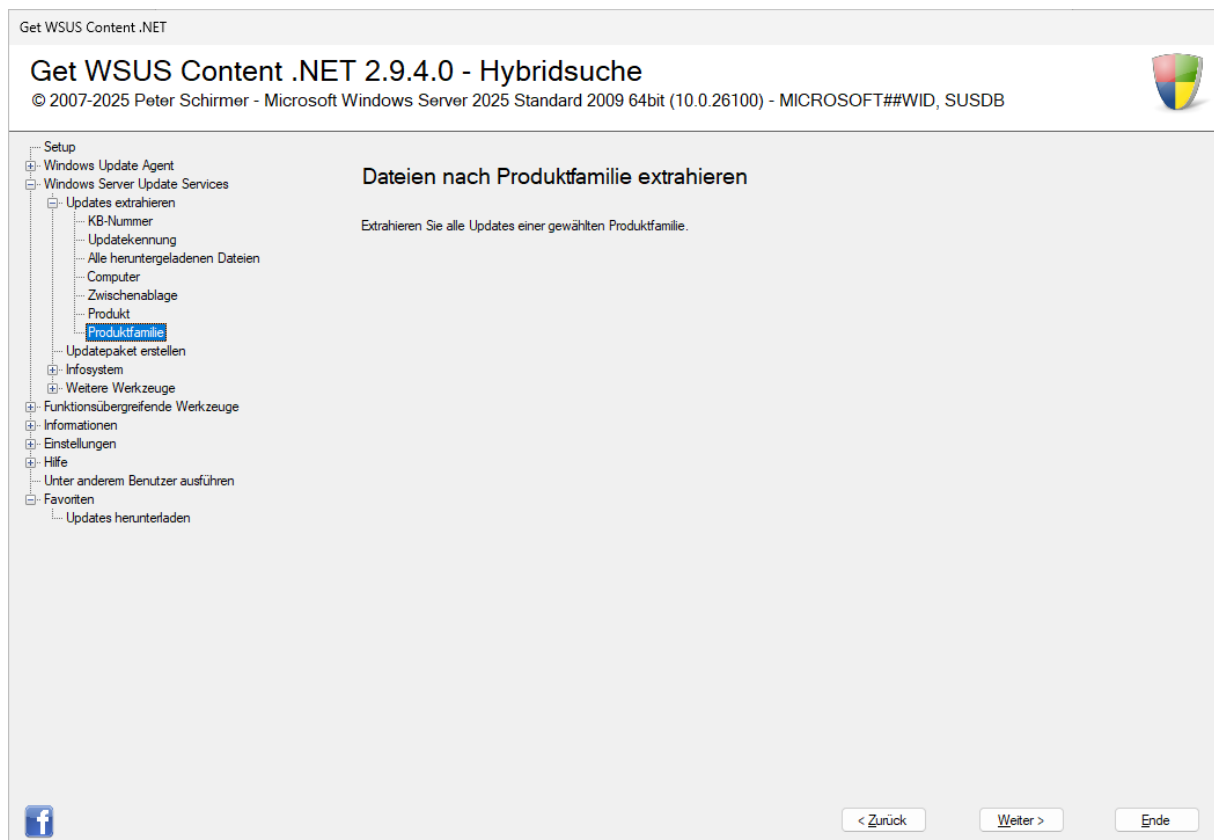 Get WSUS Content .NET
Get WSUS Content .NET 2.9.4.0 - Hybridsuche
© 2007-2025 Peter Schirmer - Microsoft Windows Server 2025 Standard 2009 64bit (10.0.26100) - MICROSOFT##WID, SUSDB
Setup
Windows Update Agent
Windows Server Update Services
Updates extrahieren
KB-Nummer
Updatekennung
Alle heruntergeladenen Dateien
Computer
Zwischenablage
Produkt
Produktfamilie
Updatepaket erstellen
Infosystem
Weitere Werkzeuge
Funktionsübergreifende Werkzeuge
Informationen
Einstellungen
Hilfe
Unter anderem Benutzer ausführen
Favoriten
Updates herunterladen
Dateien nach Produktfamilie extrahieren
Extrahieren Sie alle Updates einer gewählten Produktfamilie.
f
< Zurück
Weiter >
Ende